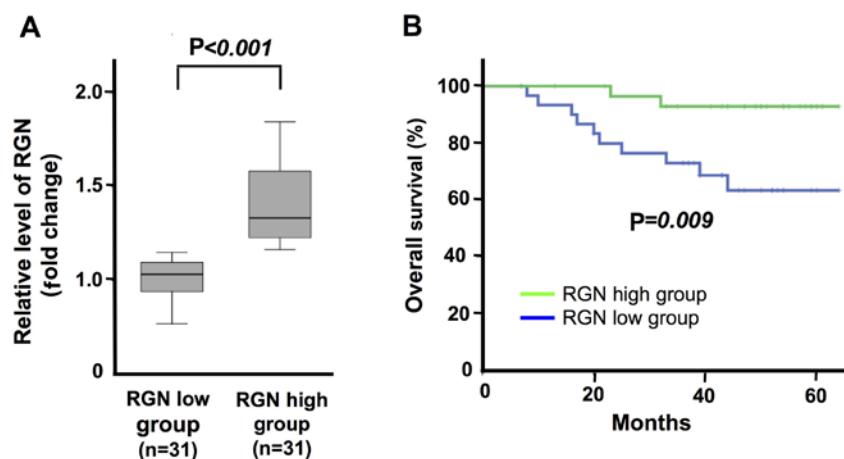 A
P<0.001
Relative level of RGN
(fold change)
2.0
1.5
1.0
0
RGN low
group
(n=31)
RGN high
group
(n=31)
B
Overall survival (%)
100
80
60
80
100
0
P=0.009
RGN high group
RGN low group
0
20
40
60
Months